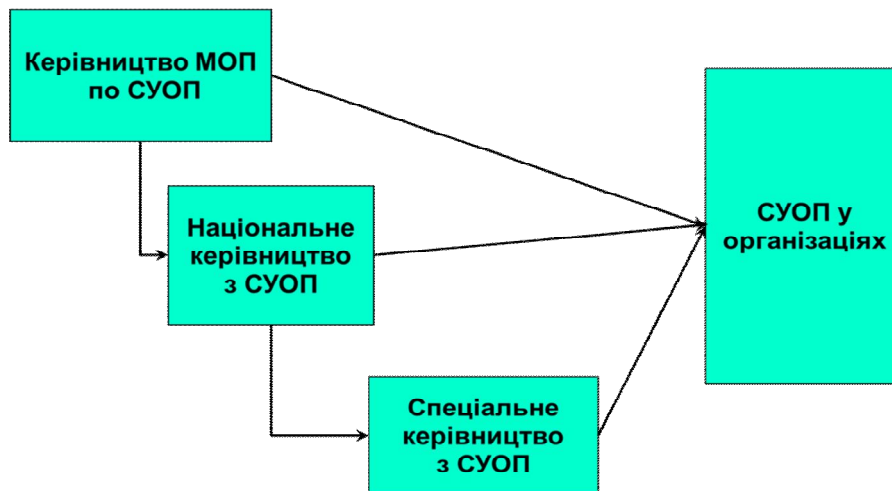 Керівництво МОП
по СУОП
Національне
керівництво
з СУОП
Спеціальне
керівництво
з СУОП
СУОП у
організаціях